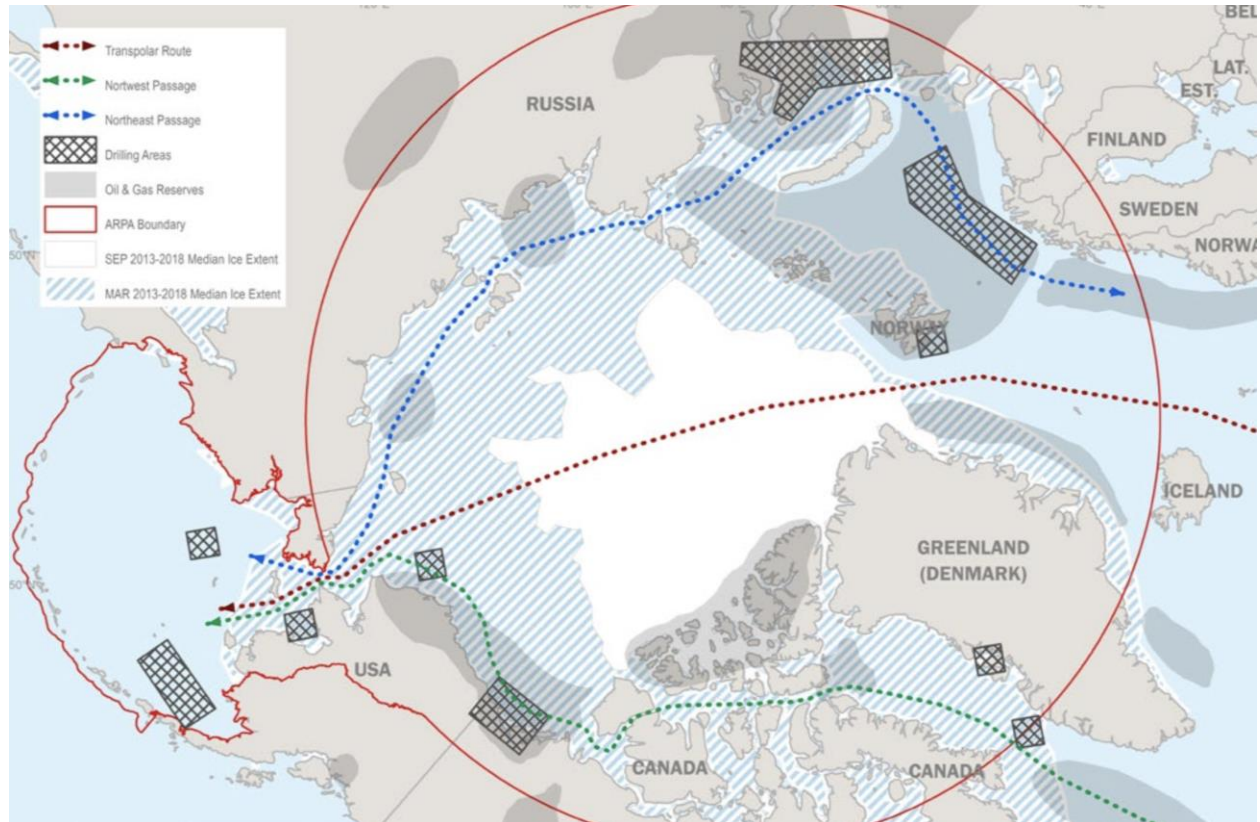 Transpolar Route
Nortwest Passage
Northeast Passage
Drilling Areas
Oil & Gas Reserves
ARPA Boundary
SEP 2013-2018 Median Ice Extent
MAR 2013-2018 Median Ice Extent
RUSSIA
BEL
LAT.
EST.
FINLAND
SWEDEN
NORWA
NORWAY
ICELAND
GREENLAND
(DENMARK)
USA
CANADA
CANADA